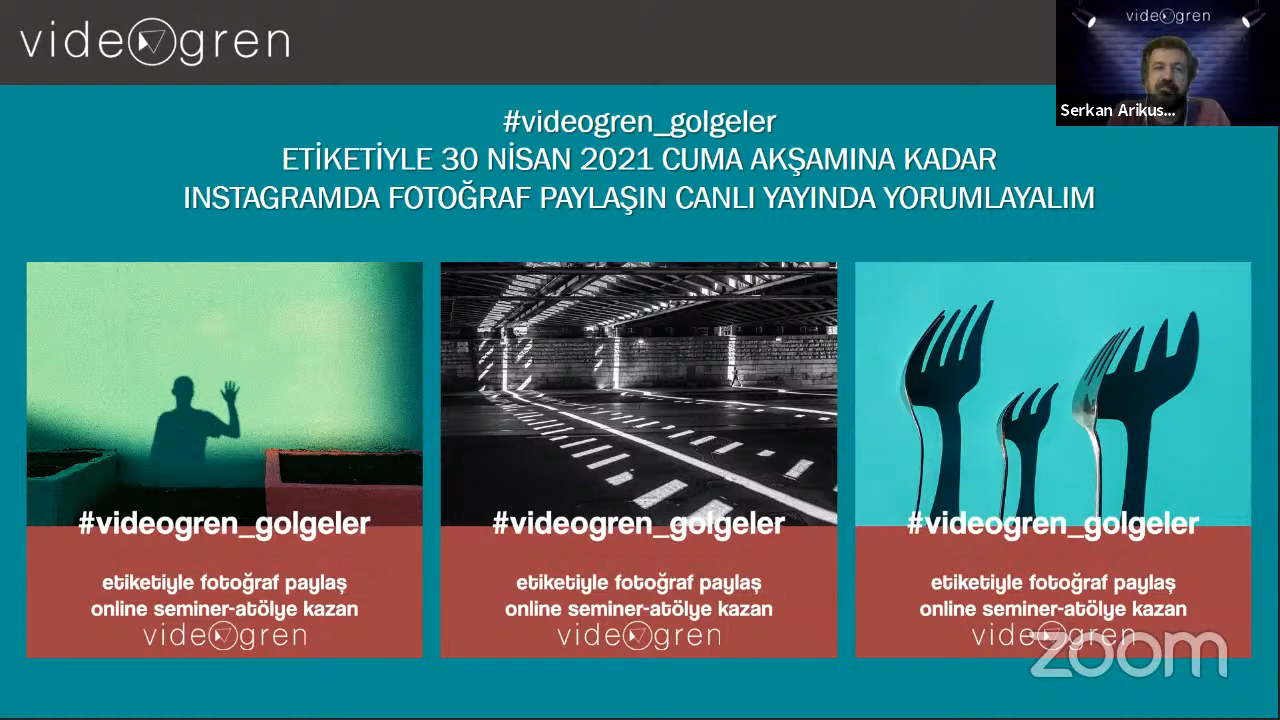 videogren
videogren
Serkan Arikus...
#videogren_golgeler
ETİKETİYLE 30 NİSAN 2021 CUMA AKŞAMINA KADAR
INSTAGRAMDA FOTOĞRAF PAYLAŞIN CANLI YAYINDA YORUMLAYALIM
#videogren_golgeler
etiketiyle fotoğraf paylaş
online seminer-atölye kazan
videogren
#videogren_golgeler
etiketiyle fotoğraf paylaş
online seminer-atölye kazan
videogren
#videogren_golgeler
etiketiyle fotoğraf paylaş
online seminer-atölye kazan
videogren
zoom